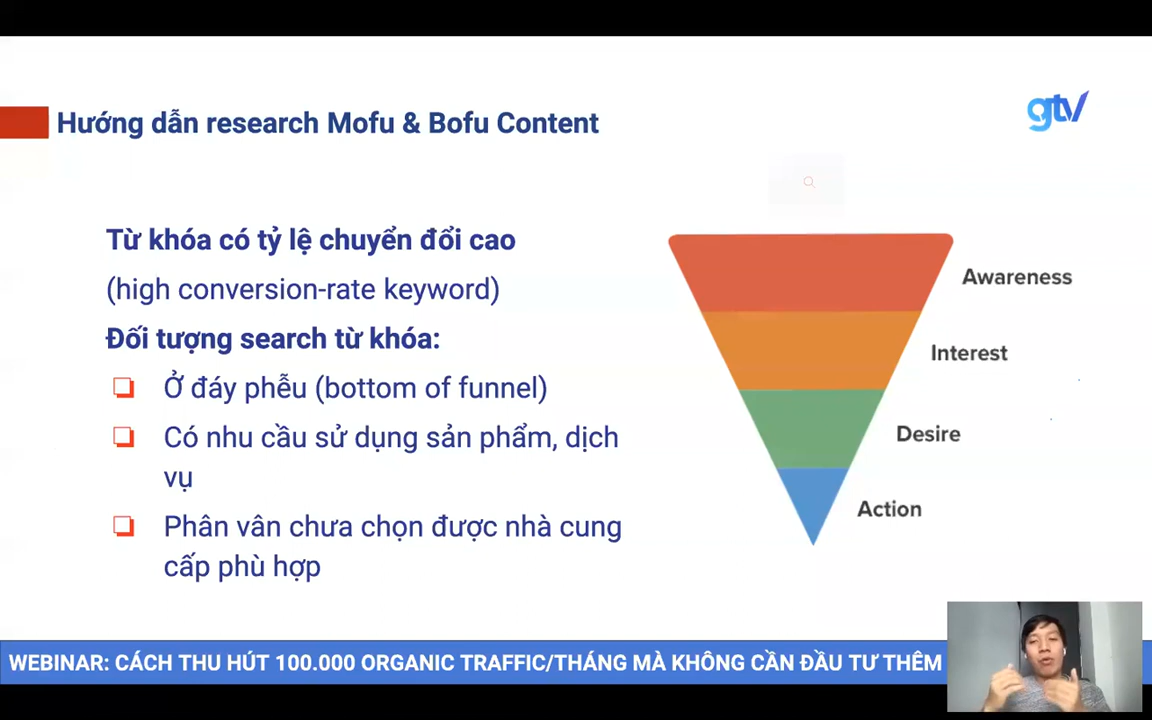 Hướng dẫn research Mofu & Bofu Content
gtv
Từ khóa có tỷ lệ chuyển đổi cao
(high conversion-rate keyword)
Đối tượng search từ khóa:
Ở đáy phễu (bottom of funnel)
Có nhu cầu sử dụng sản phẩm, dịch
vụ
Phân vân chưa chọn được nhà cung
cấp phù hợp
Awareness
Interest
Desire
Action
WEBINAR: CÁCH THU HÚT 100.000 ORGANIC TRAFFIC/THÁNG MÀ KHÔNG CẦN ĐẦU TƯ THÊM